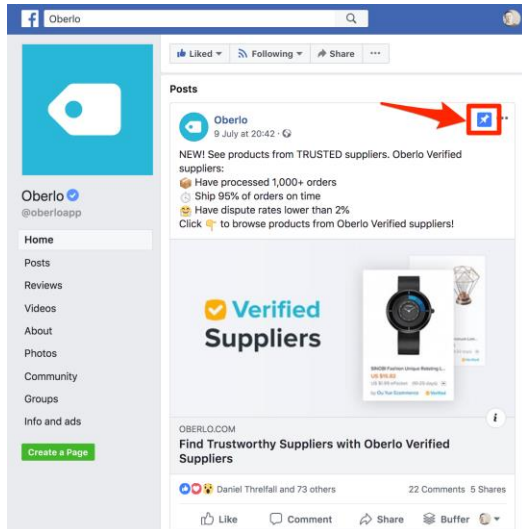 Oberlo
Liked
Following
Share
Posts
Oberlo
9 July at 20:42
NEW! See products from TRUSTED suppliers. Oberlo Verified
suppliers:
📦 Have processed 1,000+ orders
⏱ Ship 95% of orders on time
Have dispute rates lower than 2%
Click 👇 to browse products from Oberlo Verified suppliers!
Oberlo
@oberloapp
Home
Posts
Reviews
Videos
About
Photos
Community
Groups
Info and ads
Create a Page
Verified
Suppliers
US $15.82
OBERLO.COM
Find Trustworthy Suppliers with Oberlo Verified
Suppliers
Daniel Threlfall and 73 others
22 Comments 5 Shares
Like Comment Share Buffer